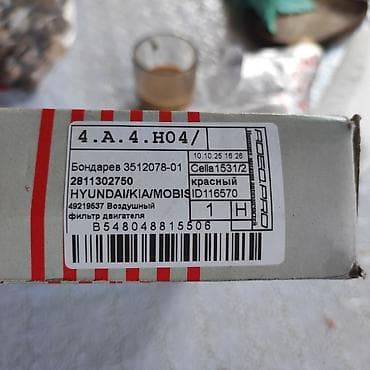 4.A.4.H04/
10.10.25 16:26
Бондарев 3512078-01
Celia1531/2
2811302750
красный
HYUNDAI/KIA/MOBIS
ID116570
49219537 Воздушный
фильтр двигателя
1 H
B548048815506